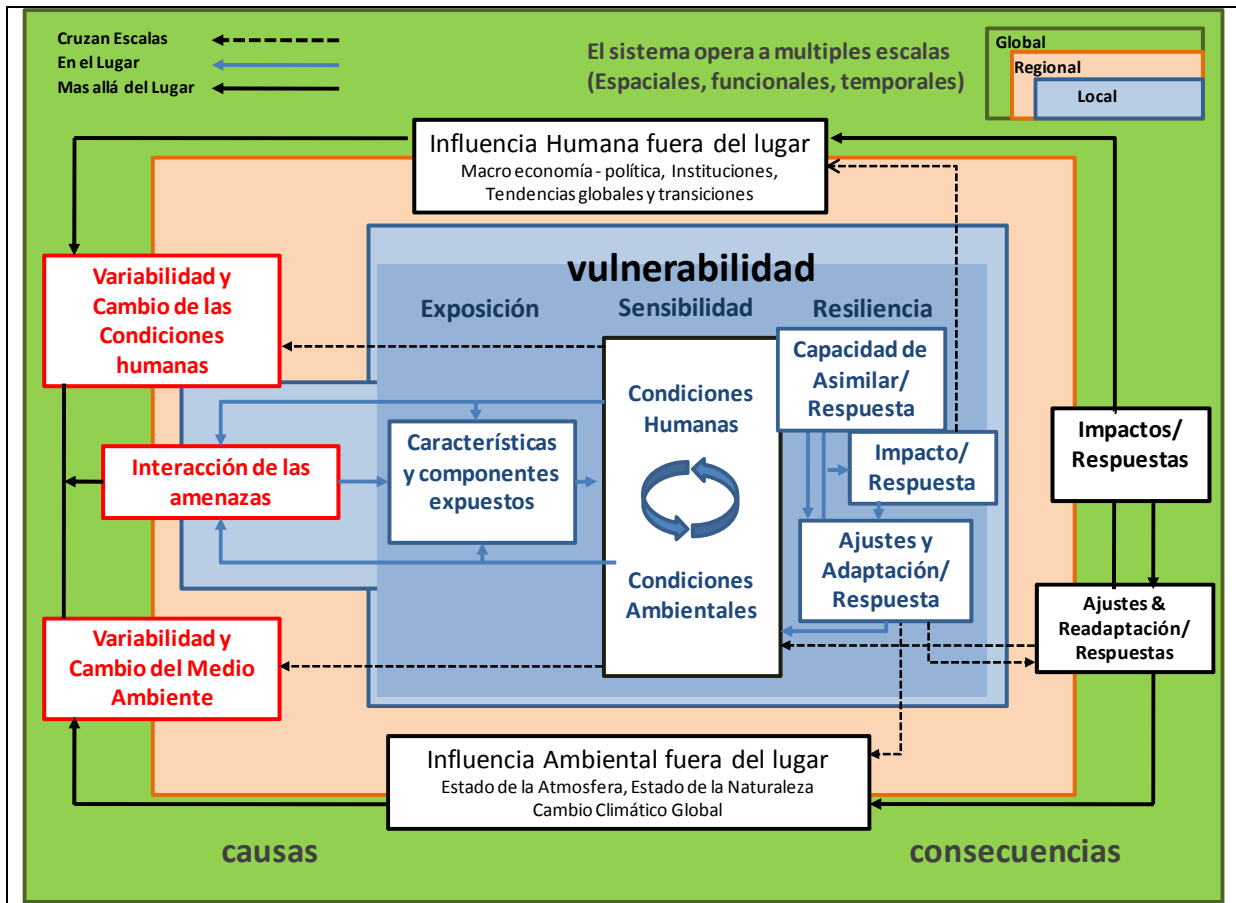 Cruzan Escalas
En el Lugar
Mas allá del Lugar
El sistema opera a multiples escalas
(Espaciales, funcionales, temporales)
Global
Regional
Local
Influencia Humana fuera del lugar
Macro economía - política, Instituciones,
Tendencias globales y transiciones
Variabilidad y
Cambio de las
Condiciones
humanas
vulnerabilidad
Exposición
Sensibilidad
Resiliencia
Capacidad de
Asimilar/
Respuesta
Condiciones
Humanas
Interacción de las
amenazas
Características
y componentes
expuestos
Impacto/
Respuesta
Impactos/
Respuestas
Ajustes y
Adaptación/
Respuesta
Condiciones
Ambientales
Ajustes &
Readaptación/
Respuestas
Variabilidad y
Cambio del Medio
Ambiente
Influencia Ambiental fuera del lugar
Estado de la Atmosfera, Estado de la Naturaleza
Cambio Climático Global
causas
consecuencias